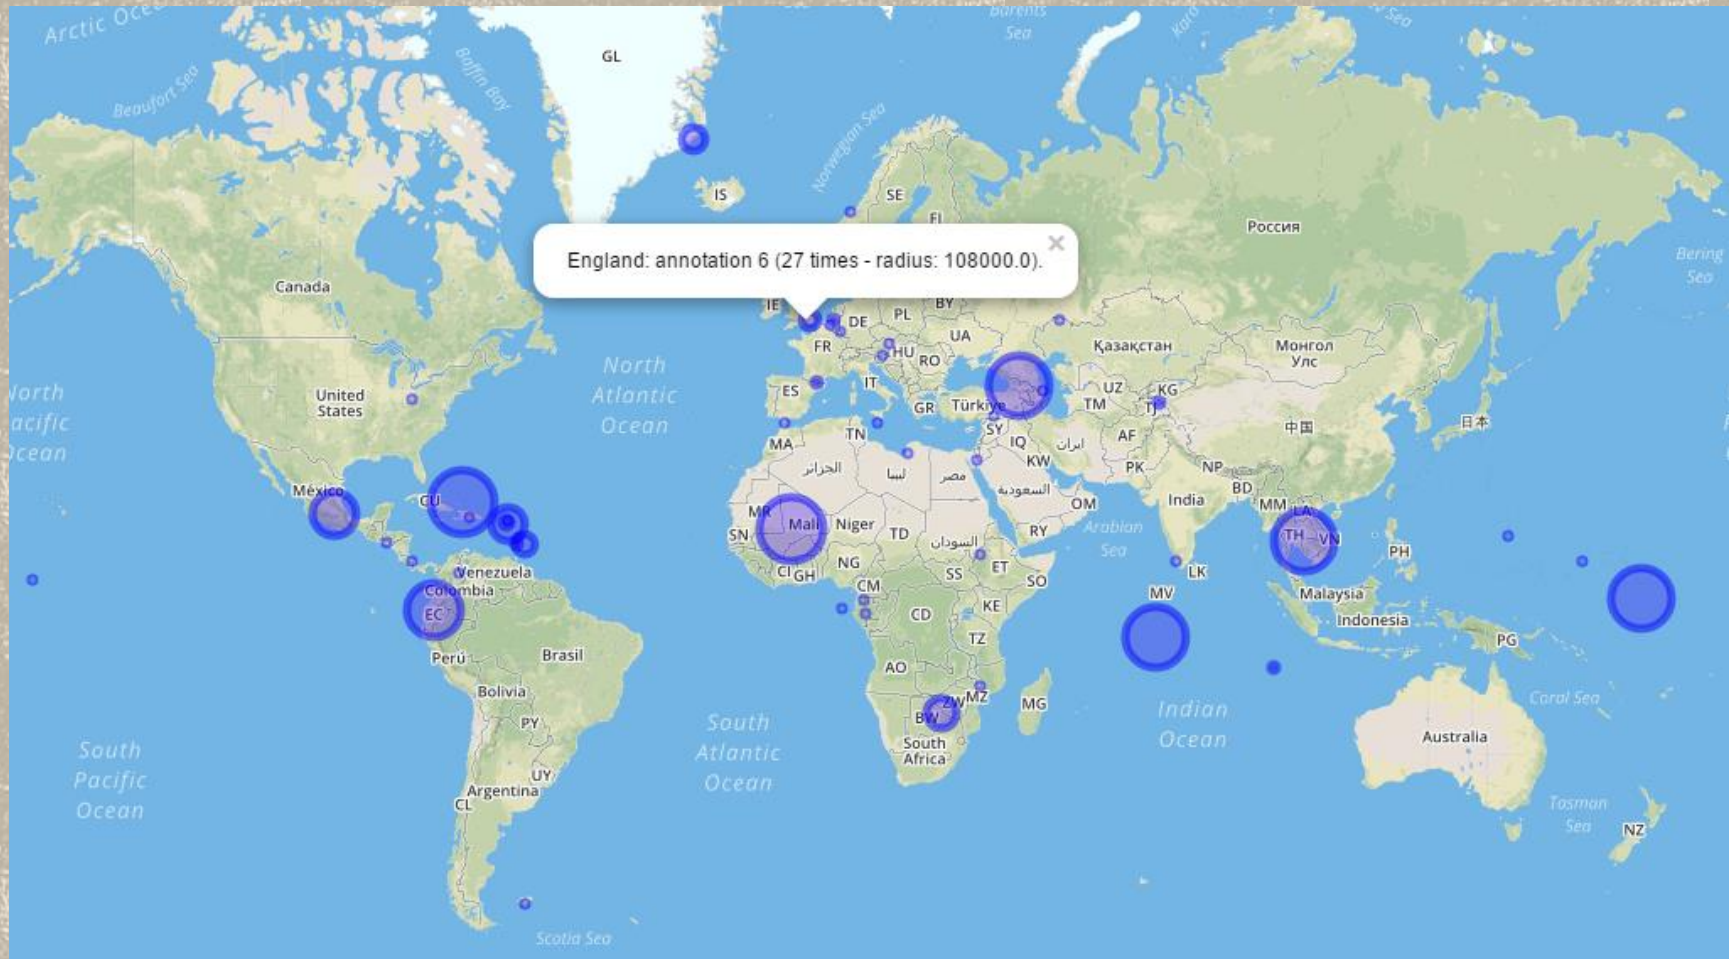 Arctic
Barents
Sea
Kara
Sea
GL
Baffin Bay
Beaufort Sea
Norwegian Sea
IS
SE
FI
Россия
Bering
Sea
England: annotation 6 (27 times - radius: 108000.0).
×
Canada
IE
BY
DE
PL
UA
FR
HU
RO
Қазақстан
Монгол
Улс
North
Atlantic
Ocean
United
States
ES
IT
GR
Türkiye
UZ
KG
TM
TJ
日本
MA
TN
SY
IQ
ایران
AF
中国
الجزائر
ليبيا
مصر
KW
PK
NP
México
CU
السعودية
OM
India
BD
MM
LA
MR
Mali
Niger
TD
السودان
RY
Arabian
Sea
TH
VN
SN
PH
CI
GH
NG
SS
ET
SO
LK
Venezuela
Colombia
CM
MV
Malaysia
EC
CD
KE
Indonesia
Perú
Brasil
TZ
PG
AO
Bolivia
ZW
MZ
MG
Coral Sea
PY
BW
South
Atlantic
Ocean
Indian
Ocean
South
Africa
Australia
South
Pacific
Ocean
UY
Argentina
CL
Tasman
Sea
NZ
Scotia Sea